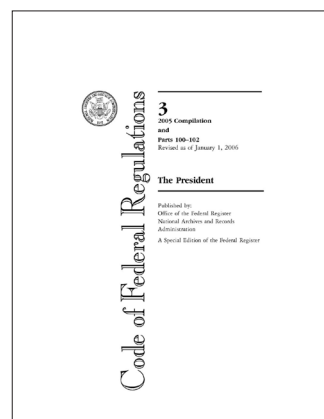 Code of Federal Regulations
3
2005 Compilation
and
Parts 100–102
Revised as of January 1, 2006
The President
Published by:
Office of the Federal Register
National Archives and Records
Administration
A Special Edition of the Federal Register